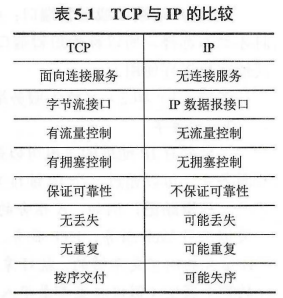 表 5-1 TCP 与 IP 的比较
TCP IP
面向连接服务 无连接服务
字节流接口 IP 数据报接口
有流量控制 无流量控制
有拥塞控制 无拥塞控制
保证可靠性 不保证可靠性
无丢失 可能丢失
无重复 可能重复
按序交付 可能失序